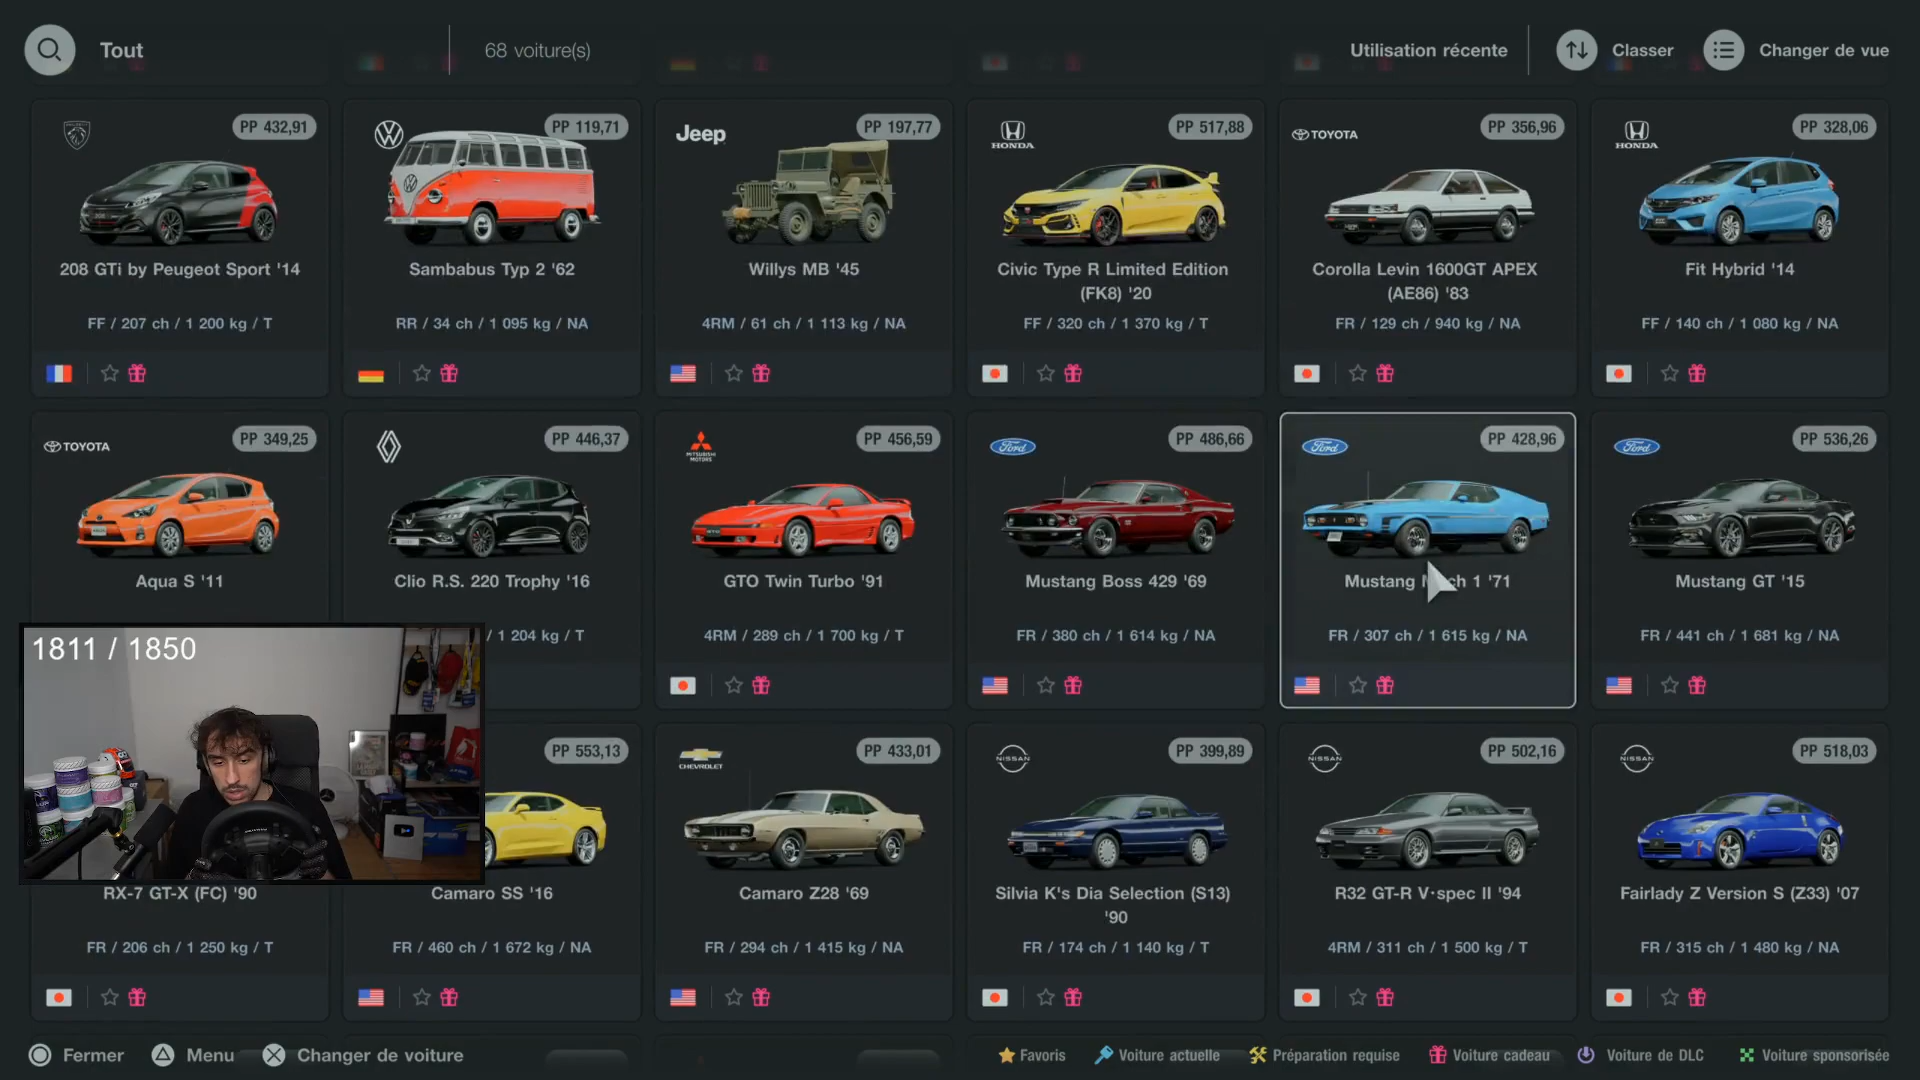 Tout
68 voiture(s)
Utilisation récente
Classer
Changer de vue
PP 432,91
208 GTi by Peugeot Sport '14
FF / 207 ch / 1 200 kg / T
PP 119,71
Sambabus Typ 2 '62
RR / 34 ch / 1 095 kg / NA
Jeep
PP 197,77
Willys MB '45
4RM / 61 ch / 1 113 kg / NA
HONDA
PP 517,88
Civic Type R Limited Edition
(FK8) '20
FF / 320 ch / 1 370 kg / T
TOYOTA
PP 356,96
Corolla Levin 1600GT APEX
(AE86) '83
FR / 129 ch / 940 kg / NA
HONDA
PP 328,06
Fit Hybrid '14
FF / 140 ch / 1 080 kg / NA
TOYOTA
PP 349,25
Aqua S '11
PP 446,37
Clio R.S. 220 Trophy '16
/ 1 204 kg / T
MITSUBISHI
MOTORS
PP 456,59
GTO Twin Turbo '91
4RM / 289 ch / 1 700 kg / T
Ford
PP 486,66
Mustang Boss 429 '69
FR / 380 ch / 1 614 kg / NA
Ford
PP 428,96
Mustang M ch 1 '71
FR / 307 ch / 1 615 kg / NA
Ford
PP 536,26
Mustang GT '15
FR / 441 ch / 1 681 kg / NA
1811 / 1850
RX-7 GT-X (FC) '90
FR / 206 ch / 1 250 kg / T
PP 553,13
Camaro SS '16
FR / 460 ch / 1 672 kg / NA
CHEVROLET
PP 433,01
Camaro Z28 '69
FR / 294 ch / 1 415 kg / NA
NISSAN
PP 399,89
Silvia K's Dia Selection (S13)
'90
FR / 174 ch / 1 140 kg / T
NISSAN
PP 502,16
R32 GT-R V·spec II '94
4RM / 311 ch / 1 500 kg / T
NISSAN
PP 518,03
Fairlady Z Version S (Z33) '07
FR / 315 ch / 1 480 kg / NA
Fermer
Menu
Changer de voiture
Favoris
Voiture actuelle
Préparation requise
Voiture cadeau
Voiture de DLC
Voiture sponsorisée